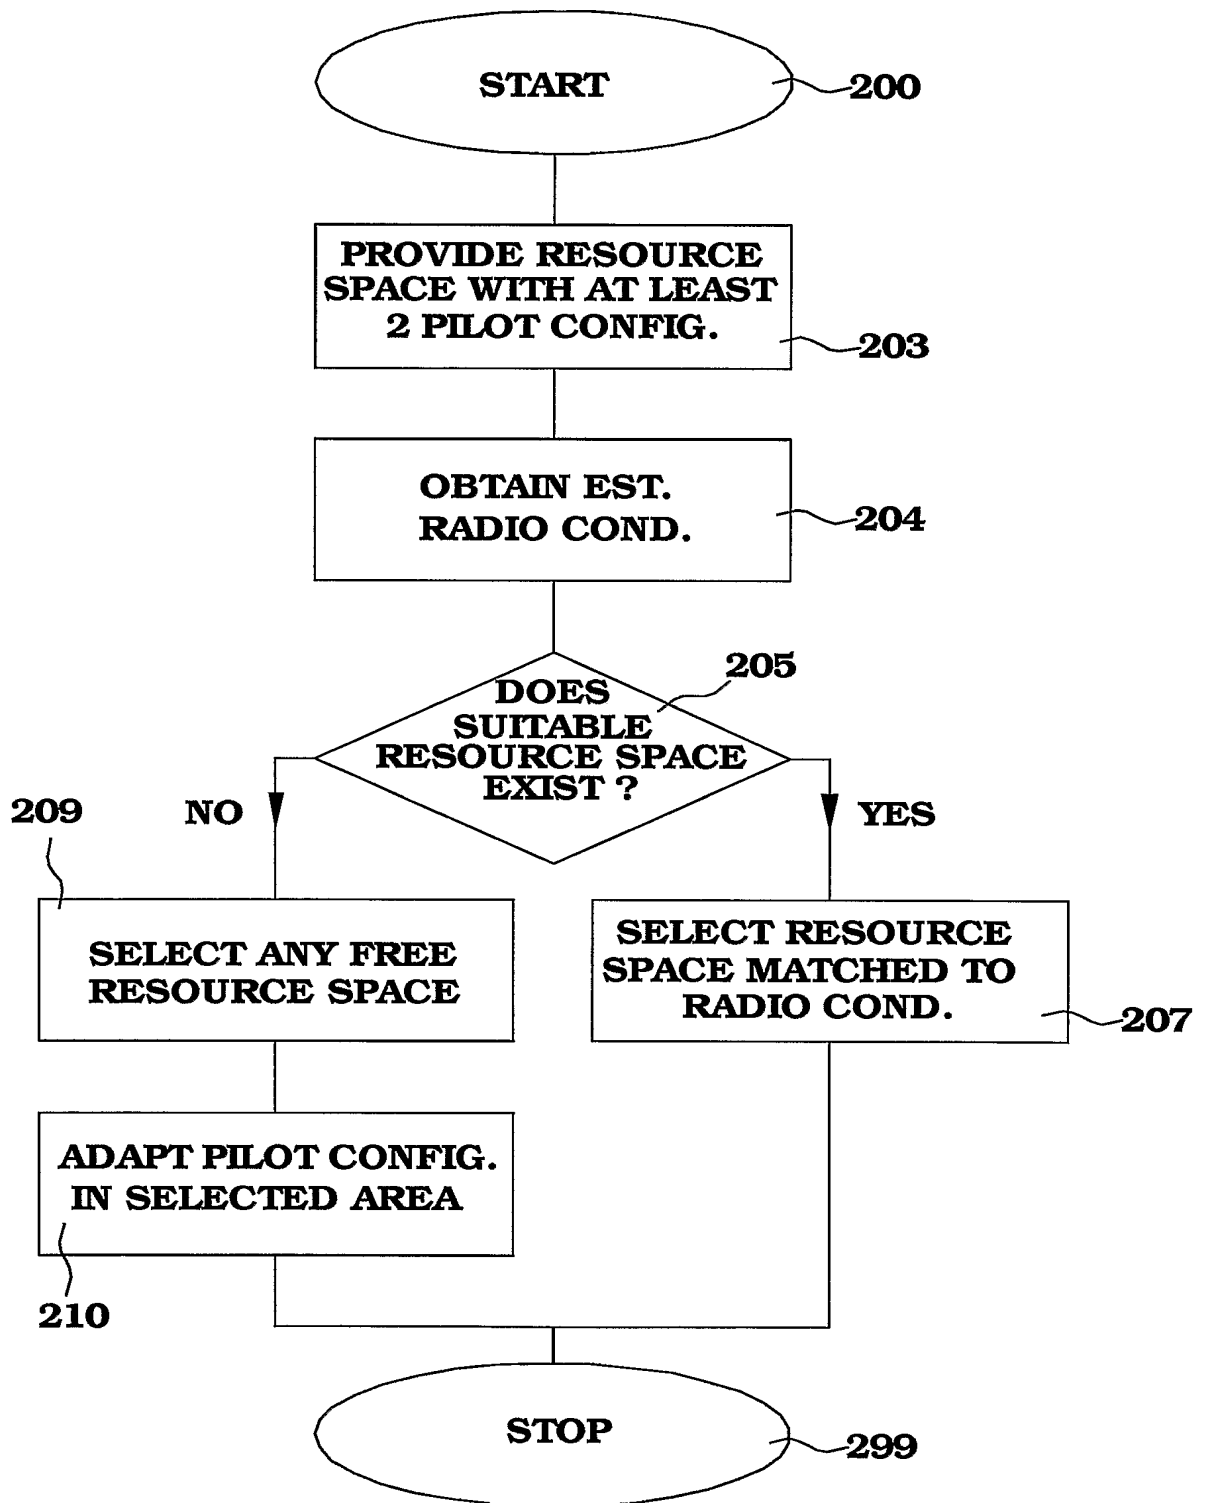 START
200
PROVIDE RESOURCE
SPACE WITH AT LEAST
2 PILOT CONFIG.
203
OBTAIN EST.
RADIO COND.
204
205
DOES
SUITABLE
RESOURCE SPACE
EXIST ?
NO
YES
209
SELECT ANY FREE
RESOURCE SPACE
SELECT RESOURCE
SPACE MATCHED TO
RADIO COND.
207
ADAPT PILOT CONFIG.
IN SELECTED AREA
210
STOP
299